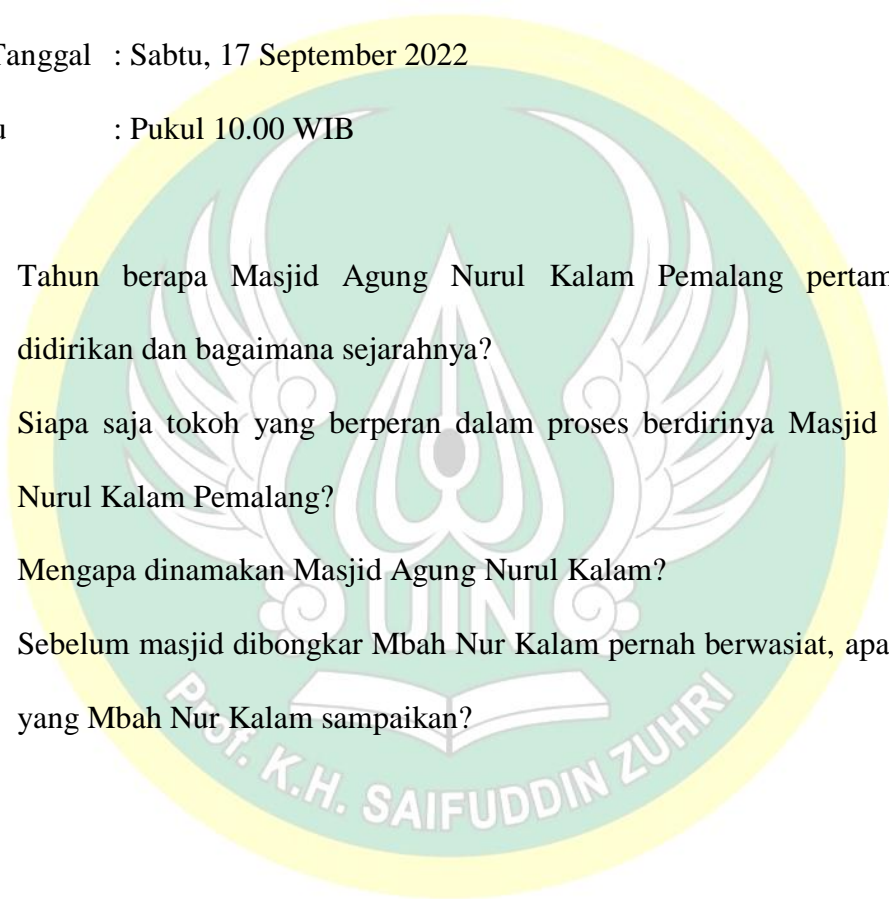 Tanggal : Sabtu, 17 September 2022
: Pukul 10.00 WIB
Tahun berapa Masjid Agung Nurul Kalam Pemalang
didirikan dan bagaimana sejarahnya?
Siapa saja tokoh yang berperan dalam proses berdirinya Masjid
Nurul Kalam Pemalang?
Mengapa dinamakan Masjid Agung Nurul Kalam?
Sebelum masjid dibongkar Mbah Nur Kalam pernah berwasiat, apa
yang Mbah Nur Kalam sampaikan?
UIN
Prof. K.H. SAIFUDDIN ZUHRI